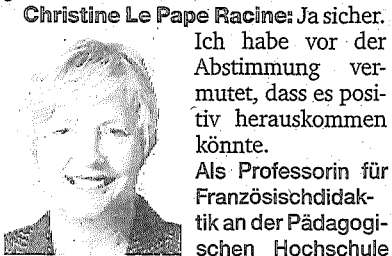 Christine Le Pape Racine: Ja sicher.
Ich habe vor der
Abstimmung ver-
mutet, dass es posi-
tiv herauskommen
könnte.
Als Professorin für
Französischdidak-
tik an der Pädagogi-
schen Hochschule